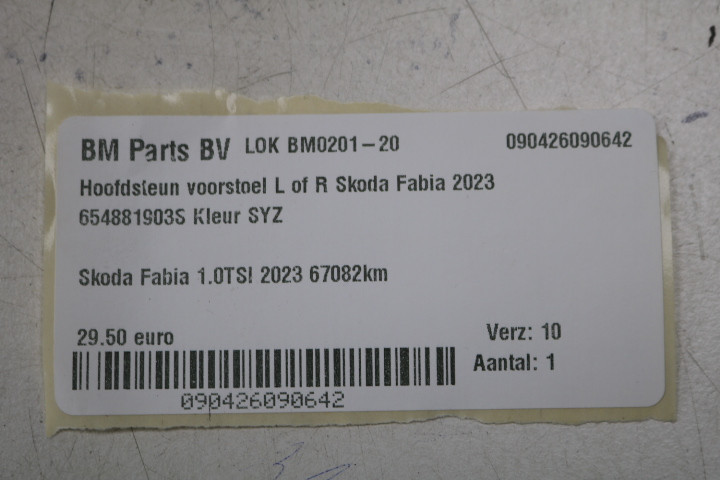 BM Parts BV LOK BM0201-20 090426090642
Hoofdsteun voorstoel L of R Skoda Fabia 2023
654881903S Kleur SYZ
Skoda Fabia 1.0TSI 2023 67082km
29.50 euro Verz: 10
Aantal: 1
090426090642